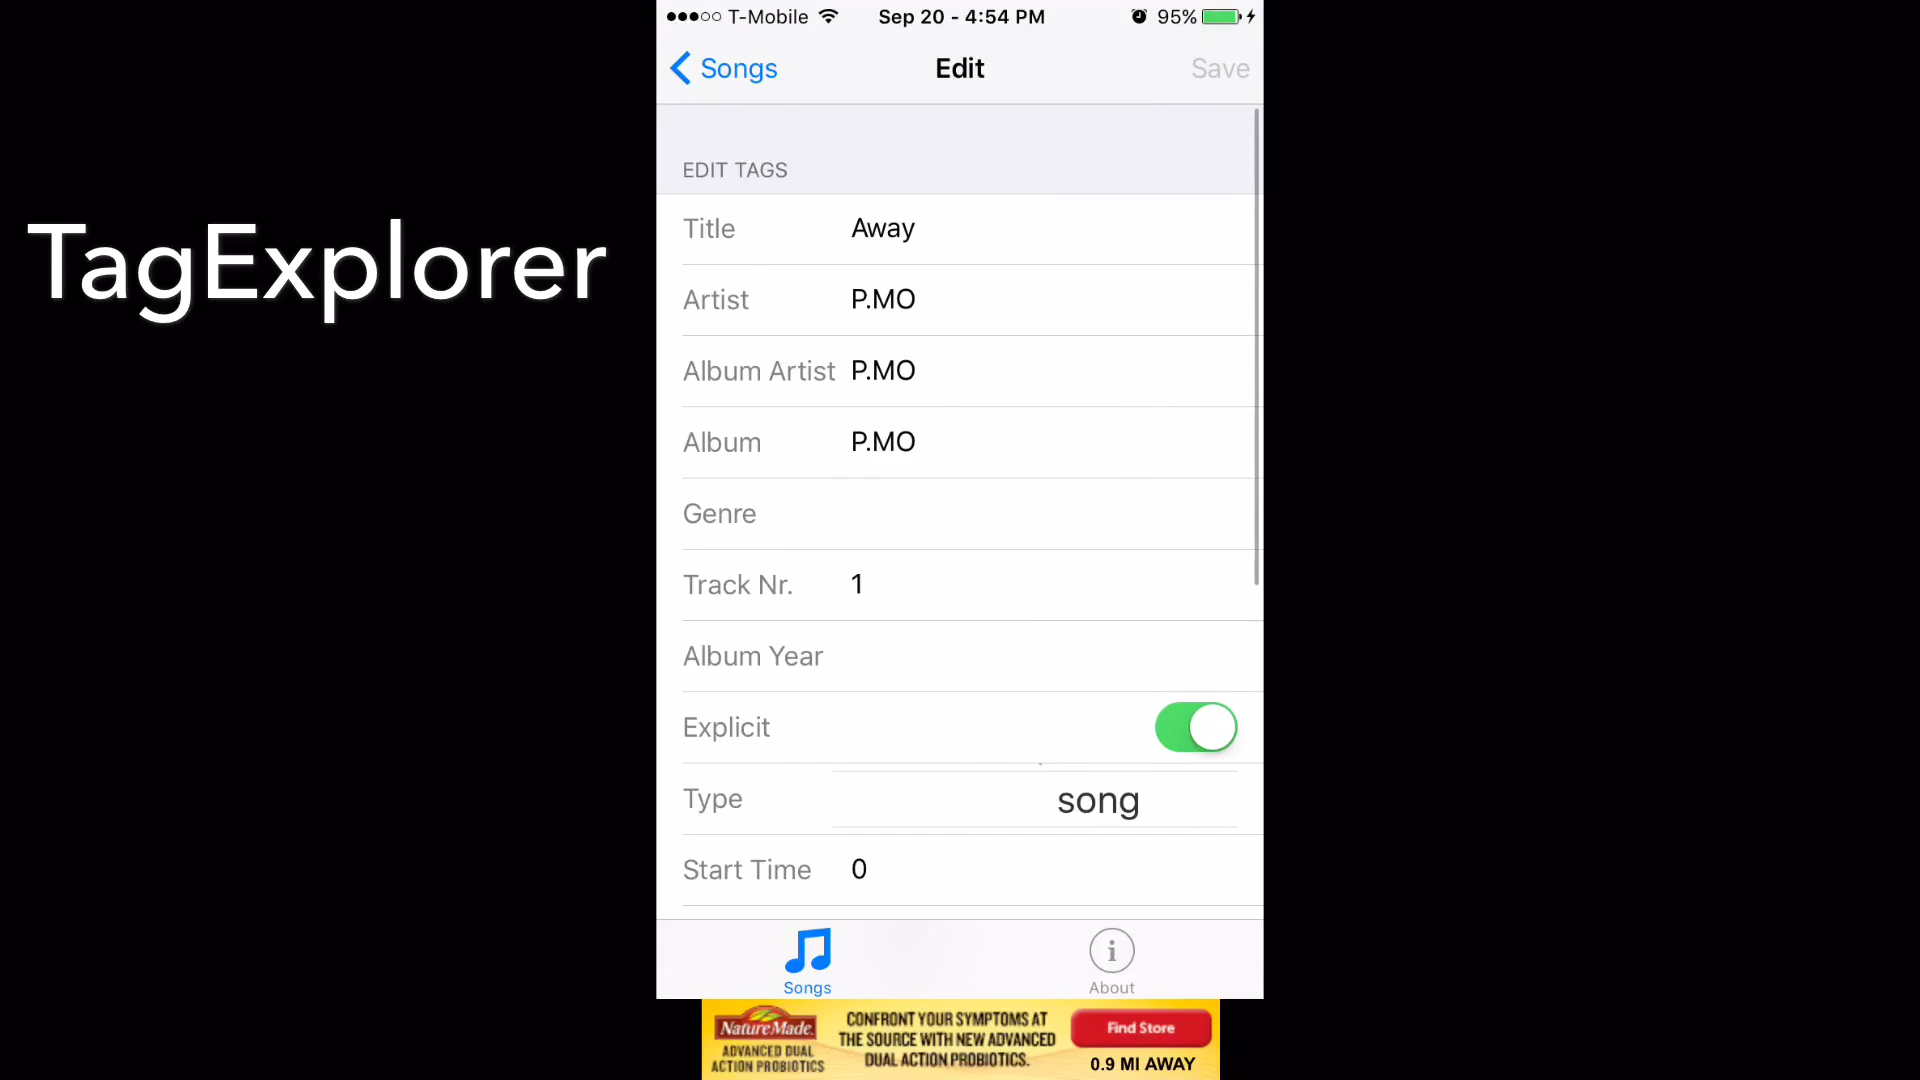 T-Mobile Sep 20 - 4:54 PM 95%
Songs Edit Save
EDIT TAGS
TagExplorer
Title Away
Artist P.MO
Album Artist P.MO
Album P.MO
Genre
Track Nr. 1
Album Year
Explicit
Type song
Start Time 0
Songs About
NatureMade.
ADVANCED DUAL
ACTION PROBIOTICS
CONFRONT YOUR SYMPTOMS AT
THE SOURCE WITH NEW ADVANCED
DUAL ACTION PROBIOTICS.
Find Store
0.9 MI AWAY